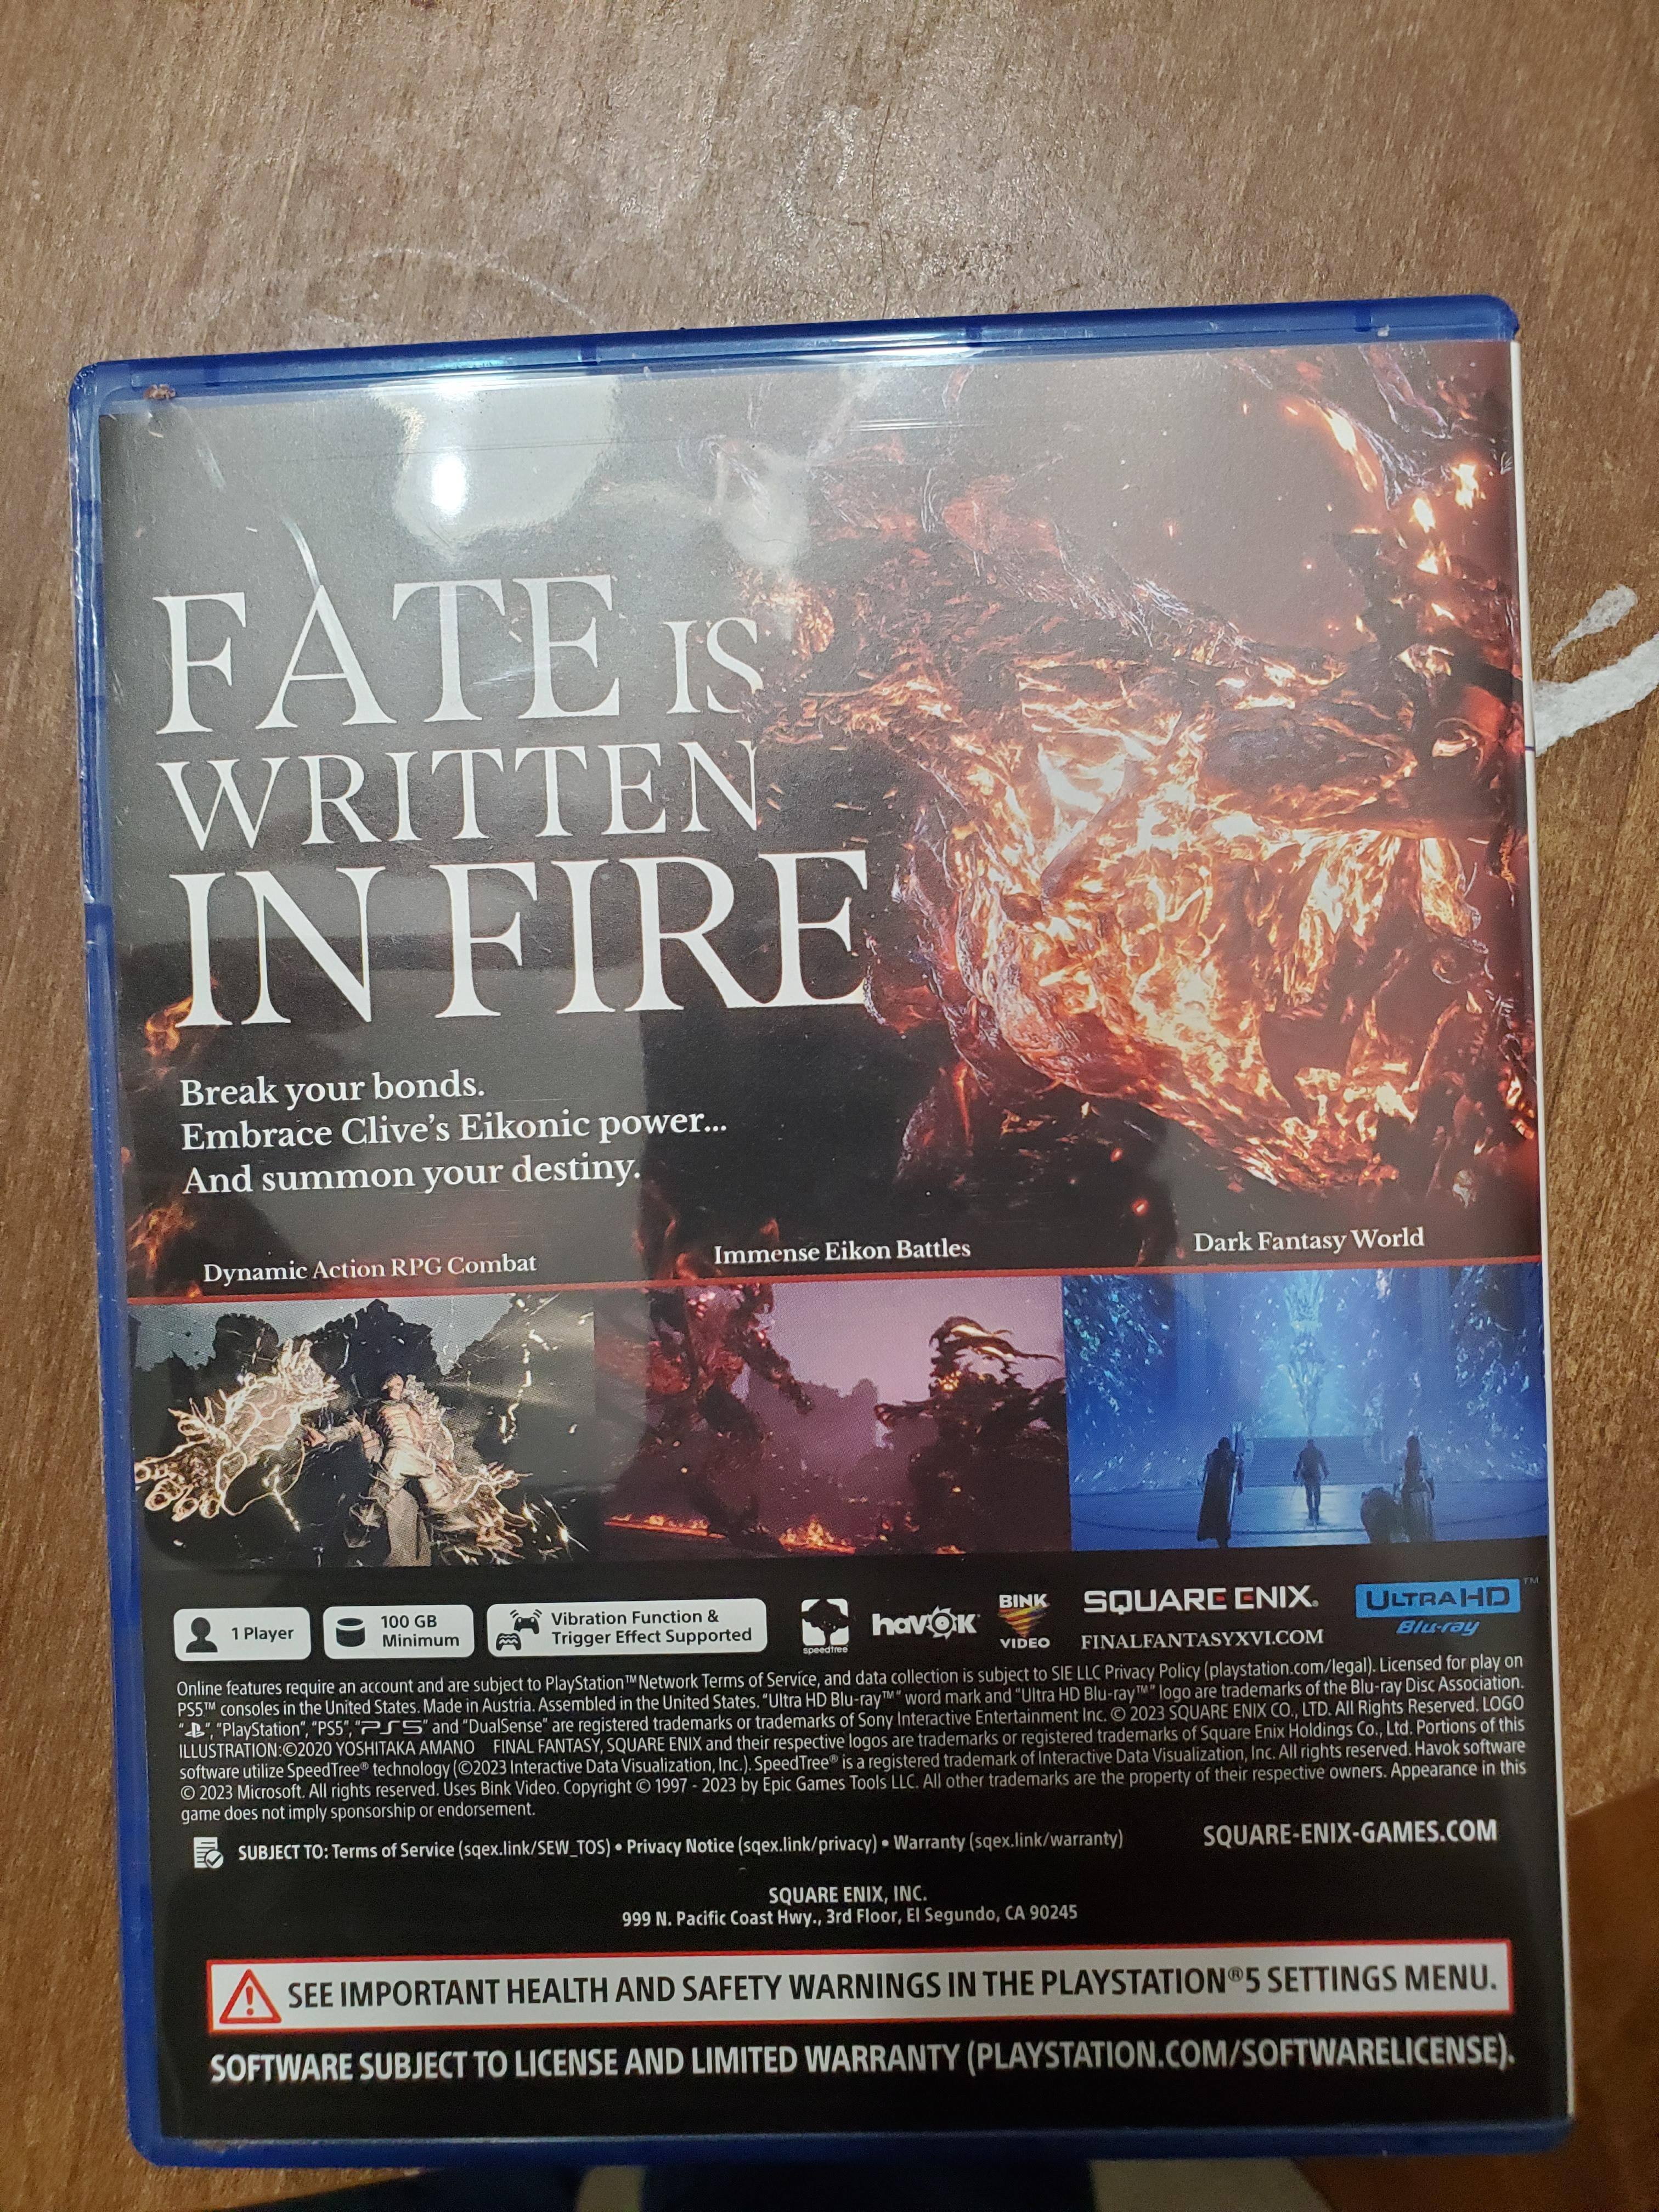 FATE IS
WRITTEN
IN FIRE
Break your bonds.
Embrace Clive's Eikonic power...
And summon your destiny.
Dynamic Action RPG Combat
Immense Eikon Battles
Dark Fantasy World
1 Player
100 GB
Minimum
Vibration Function &
Trigger Effect Supported
speedtree
havok
BINK
VIDEO
SQUARE ENIX®
FINALFANTASYXVI.COM
ULTRA HD™
Blu-ray
Online features require an account and are subject to PlayStation™Network Terms of Service, and data collection is subject to SIE LLC Privacy Policy (playstation.com/legal). Licensed for play on
PS5™ consoles in the United States. Made in Austria. Assembled in the United States. "Ultra HD Blu-ray™" word mark and "Ultra HD Blu-ray™" logo are trademarks of the Blu-ray Disc Association.
"", "PlayStation", "PS5", "PS5" and "DualSense" are registered trademarks or trademarks of Sony Interactive Entertainment Inc. © 2023 SQUARE ENIX CO., LTD. All Rights Reserved. LOGO
ILLUSTRATION:©2020 YOSHITAKA AMANO FINAL FANTASY, SQUARE ENIX and their respective logos are trademarks or registered trademarks of Square Enix Holdings Co., Ltd. Portions of this
software utilize SpeedTree® technology (©2023 Interactive Data Visualization, Inc.). SpeedTree® is a registered trademark of Interactive Data Visualization, Inc. All rights reserved. Havok software
© 2023 Microsoft. All rights reserved. Uses Bink Video. Copyright © 1997 - 2023 by Epic Games Tools LLC. All other trademarks are the property of their respective owners. Appearance in this
game does not imply sponsorship or endorsement.
SUBJECT TO: Terms of Service (sqex.link/SEW_TOS) • Privacy Notice (sqex.link/privacy) • Warranty (sqex.link/warranty)
SQUARE-ENIX-GAMES.COM
SQUARE ENIX, INC.
999 N. Pacific Coast Hwy., 3rd Floor, El Segundo, CA 90245
SEE IMPORTANT HEALTH AND SAFETY WARNINGS IN THE PLAYSTATION®5 SETTINGS MENU.
SOFTWARE SUBJECT TO LICENSE AND LIMITED WARRANTY (PLAYSTATION.COM/SOFTWARELICENSE).